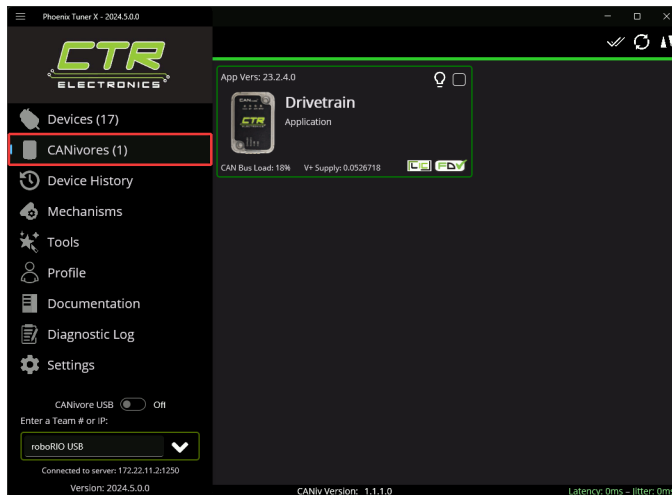 Phoenix Tuner X - 2024.5.0.0
CTR
ELECTRONICS
Devices (17)
CANivores (1)
Device History
Mechanisms
Tools
Profile
Documentation
Diagnostic Log
Settings
CANivore USB Off
Enter a Team # or IP:
roboRIO USB
Connected to server: 172.22.11.2:1250
Version: 2024.5.0.0
App Vers: 23.2.4.0
Drivetrain
Application
CTR
CAN Bus Load: 18% V+ Supply: 0.0526718
LIC FD
CANiv Version: 1.1.1.0
Latency: 0ms – Jitter: 0ms